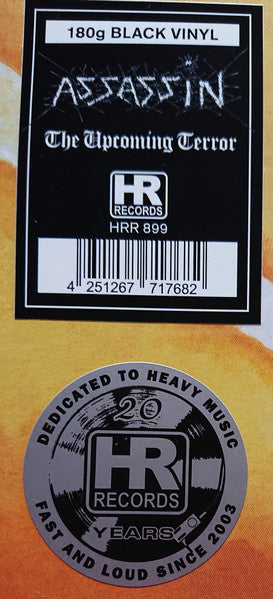 180g BLACK VINYL
ASSASSIN
The Upcoming Terror
HR
RECORDS
HRR 899
4 251267 717682
DEDICATED TO HEAVY MUSIC
20
HR
RECORDS
YEARS
FAST AND LOUD SINCE 2003